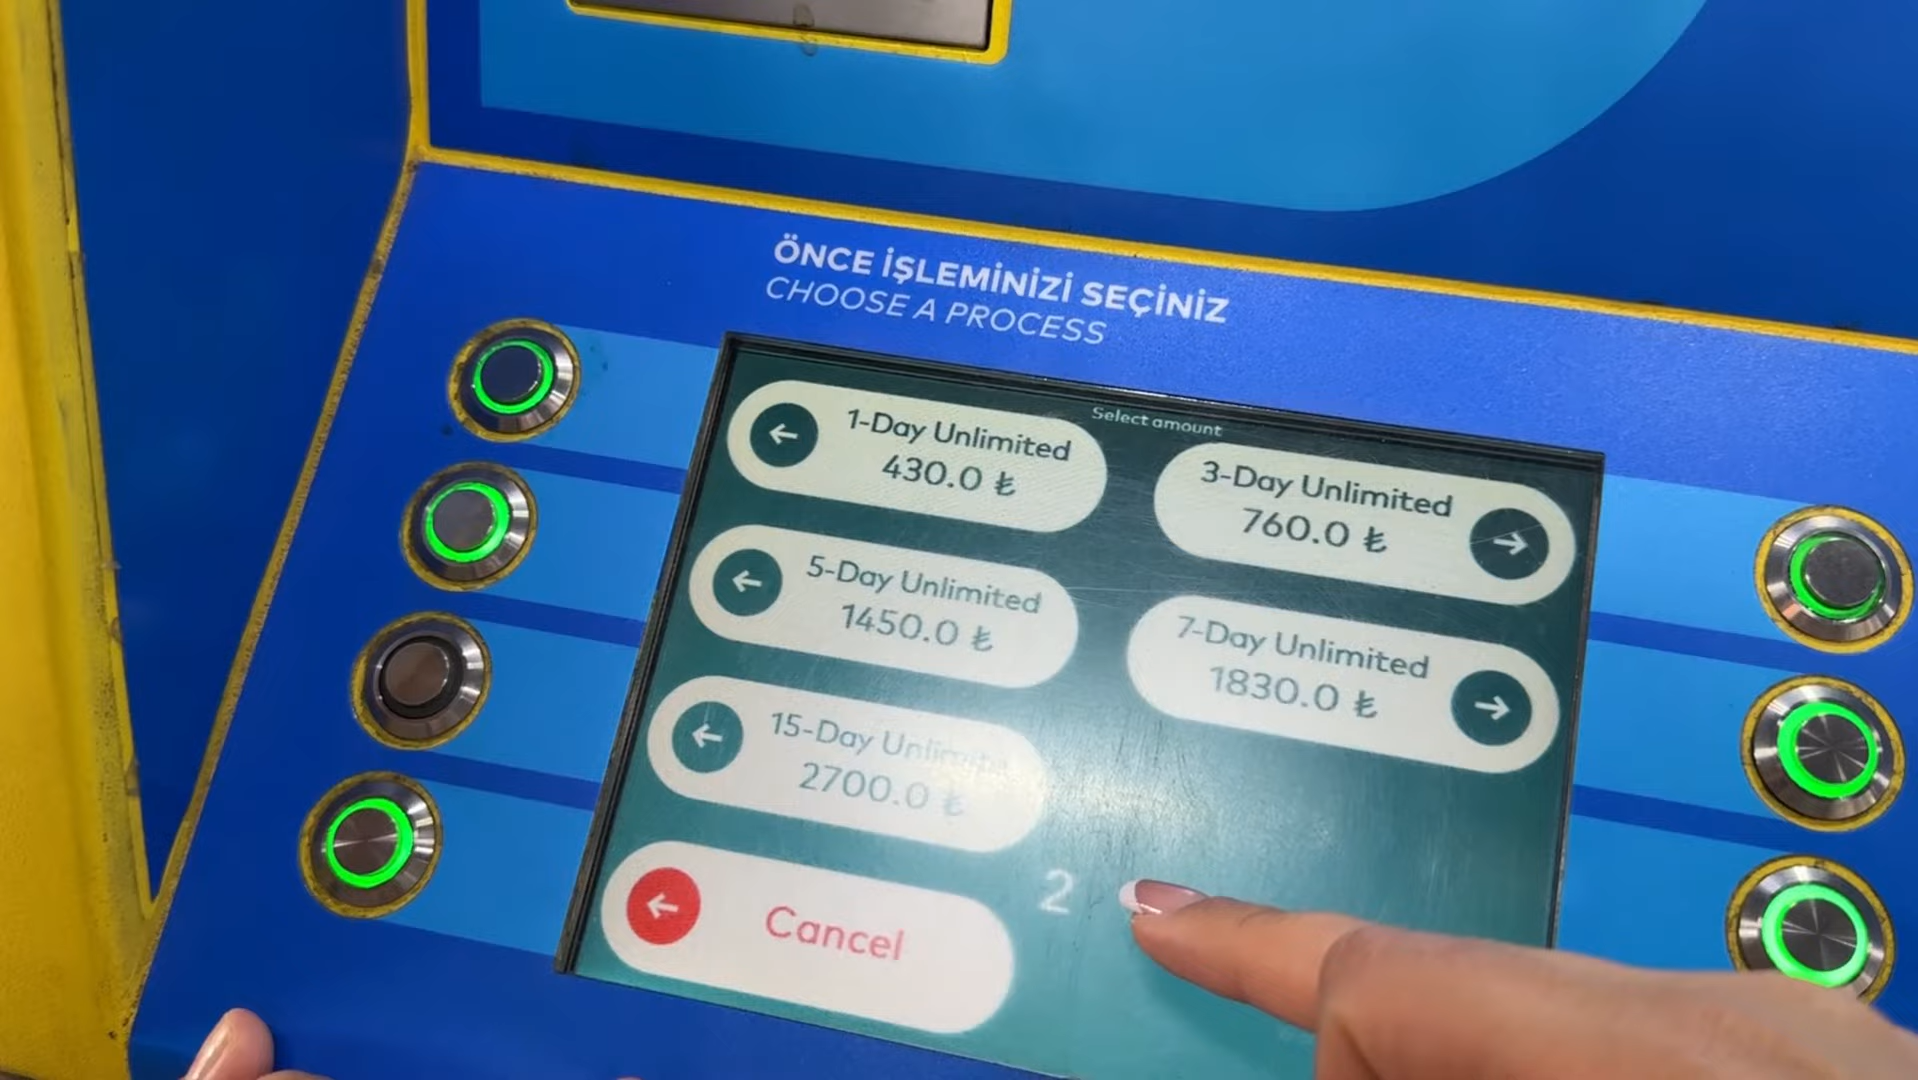 ÖNCE İŞLEMİNİZİ SEÇİNİZ
CHOOSE A PROCESS
Select amount
1-Day Unlimited
430.0 ₺
3-Day Unlimited
760.0 ₺
5-Day Unlimited
1450.0 ₺
7-Day Unlimited
1830.0 ₺
15-Day Unlimited
2700.0 ₺
2
Cancel